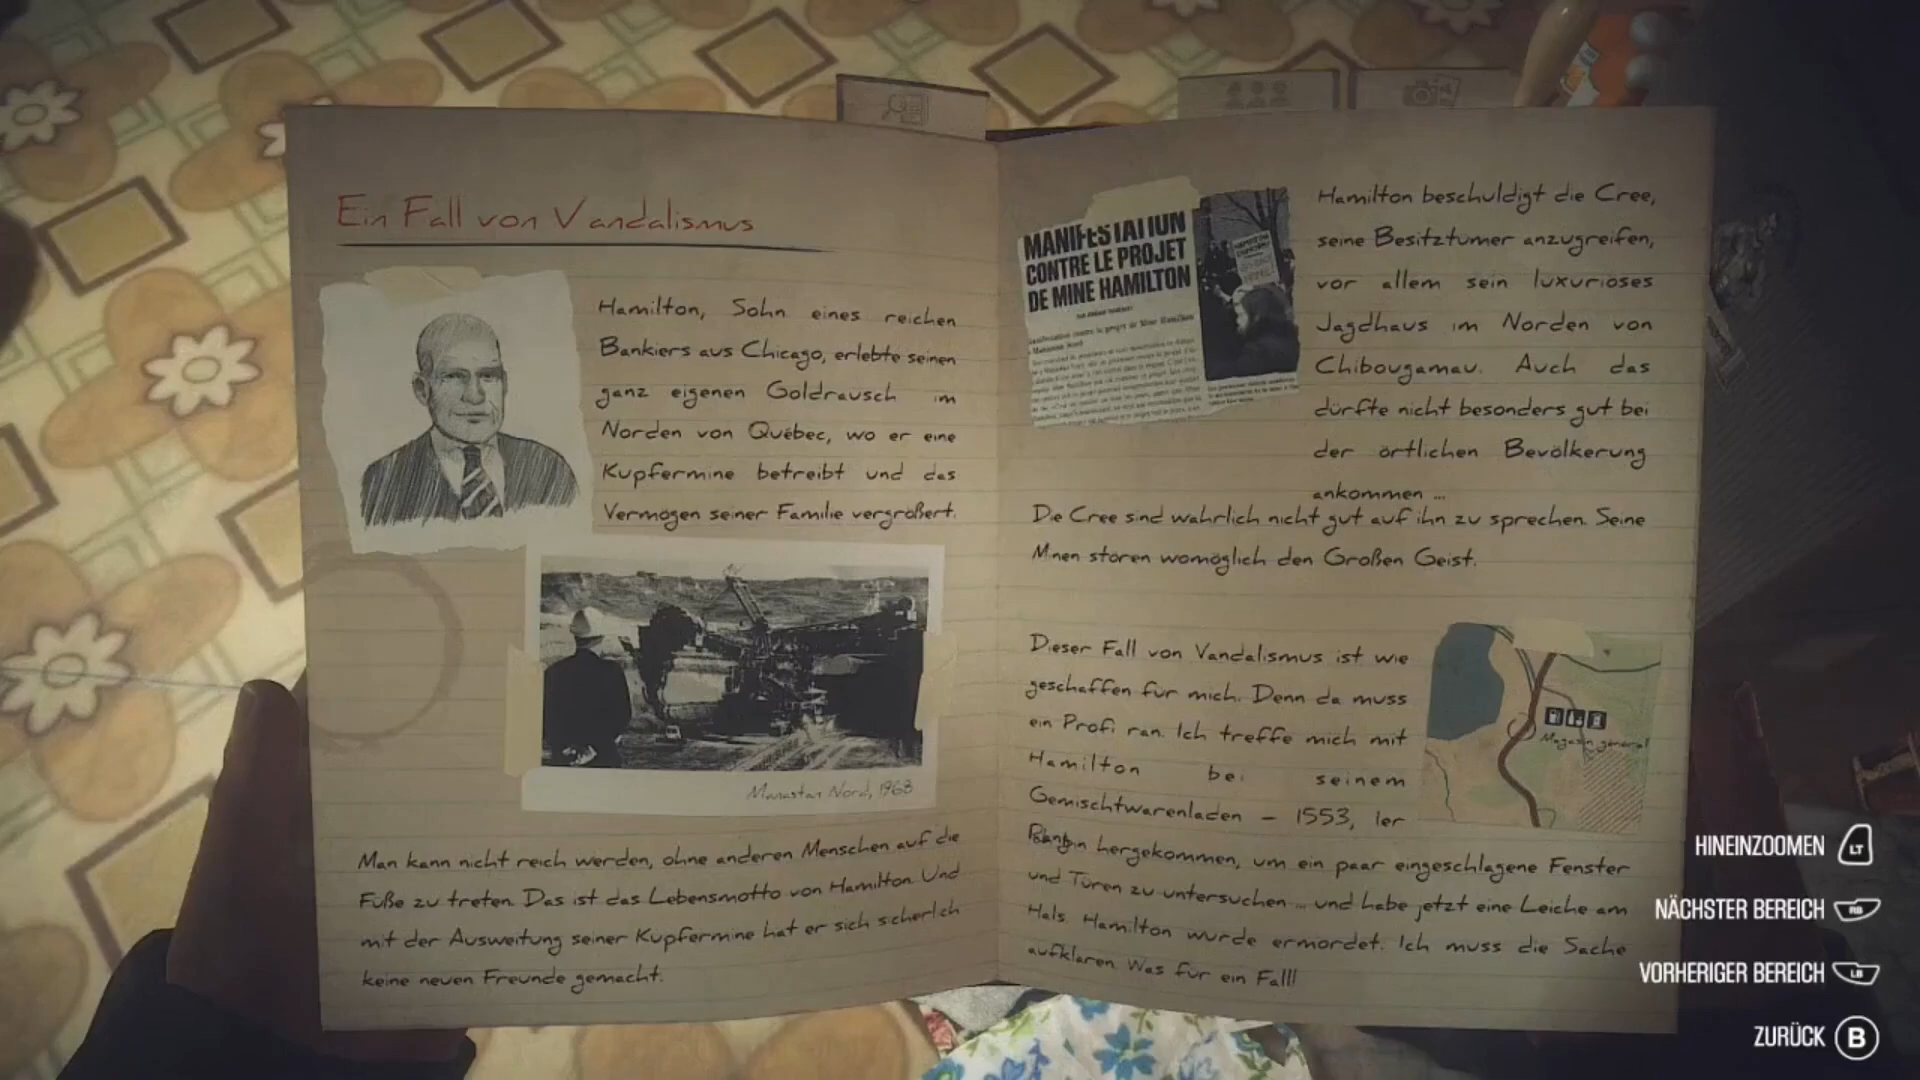 Ein Fall von Vandalismus
Hamilton, Sohn eines reichen
Bankiers aus Chicago, erlebte seinen
ganz eigenen Goldrausch im
Norden von Québec, wo er eine
Kupfermine betreibt und das
Vermögen seiner Familie vergrößert.
Nord, 1963
Man kann nicht reich werden, ohne anderen Menschen auf die
Füße zu treten. Das ist das Lebensmotto von Hamilton. Und
mit der Ausweitung seiner Kupfermine hat er sich sicherlich
keine neuen Freunde gemacht.
MANIFESTATION
CONTRE LE PROJET
DE MINE HAMILTON
Hamilton beschuldigt die Cree,
seine Besitztümer anzugreifen,
vor allem sein luxuriöses
Jagdhaus im Norden von
Chibougamau. Auch das
dürfte nicht besonders gut bei
der örtlichen Bevölkerung
ankommen ...
Die Cree sind wahrlich nicht gut auf ihn zu sprechen. Seine
Minen stören womöglich den Großen Geist.
Dieser Fall von Vandalismus ist wie
geschaffen für mich. Denn da muss
ein Profi ran. Ich treffe mich mit
Hamilton bei seinem
Gemischtwarenladen – 1553, 1er
hergekommen, um ein paar eingeschlagene Fenster
und Türen zu untersuchen ... und habe jetzt eine Leiche am
Hals. Hamilton wurde ermordet. Ich muss die Sache
aufklären. Was für ein Fall!
Magasin général
HINEINZOOMEN LT
NÄCHSTER BEREICH RB
VORHERIGER BEREICH LB
ZURÜCK B